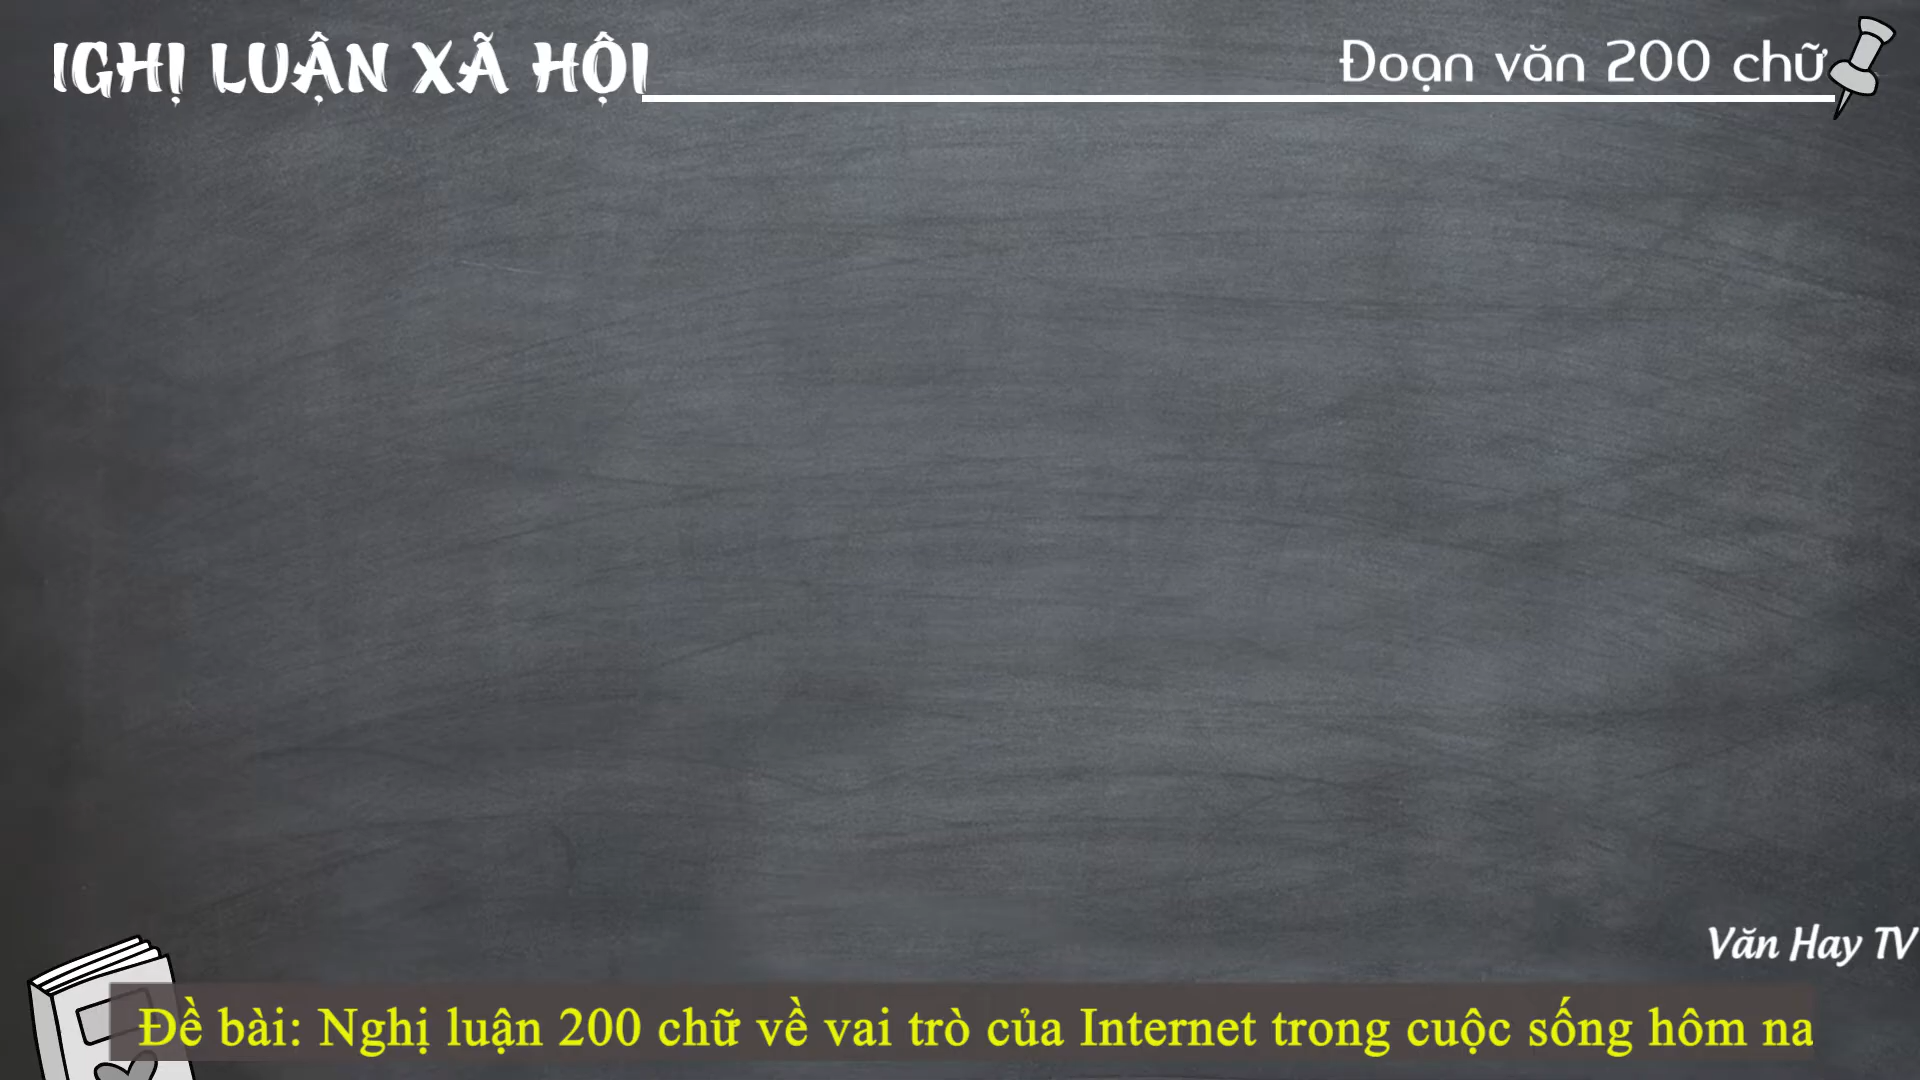 IGHỊ LUẬN XÃ HỘI
Đoạn văn 200 chữ
Văn Hay TV
Đề bài: Nghị luận 200 chữ về vai trò của Internet trong cuộc sống hôm na